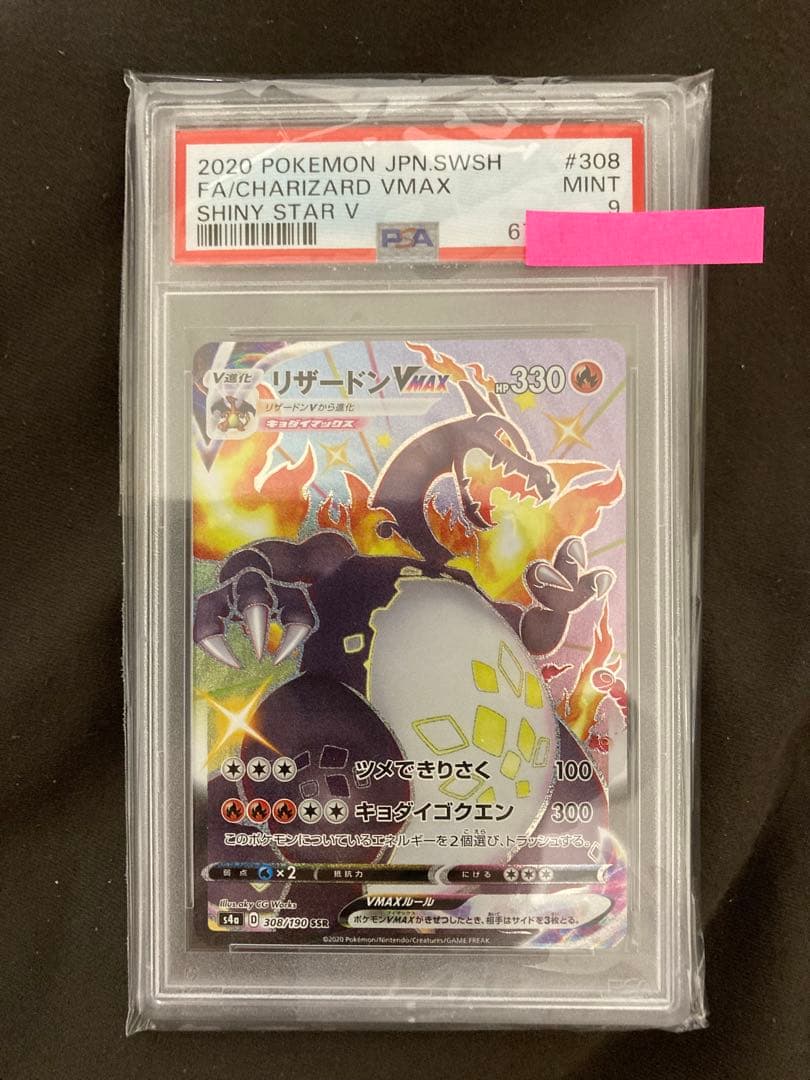 2020 POKEMON JPN.SWSH #308
FA/CHARIZARD VMAX MINT
SHINY STAR V 9
PSA 67
V進化 リザードンVMAX HP330
リザードンVから進化
キョダイマックス
ツメできりさく 100
キョダイゴクエン 300
このポケモンについているエネルギーを2個選び、トラッシュする。
弱点 ×2 抵抗力 にげる
Illus. aky CG Works
VMAXルール
ポケモンVMAXがきぜつしたとき、相手はサイドを3枚とる。
s4a D 308/190 SSR
©2020 Pokémon/Nintendo/Creatures/GAME FREAK